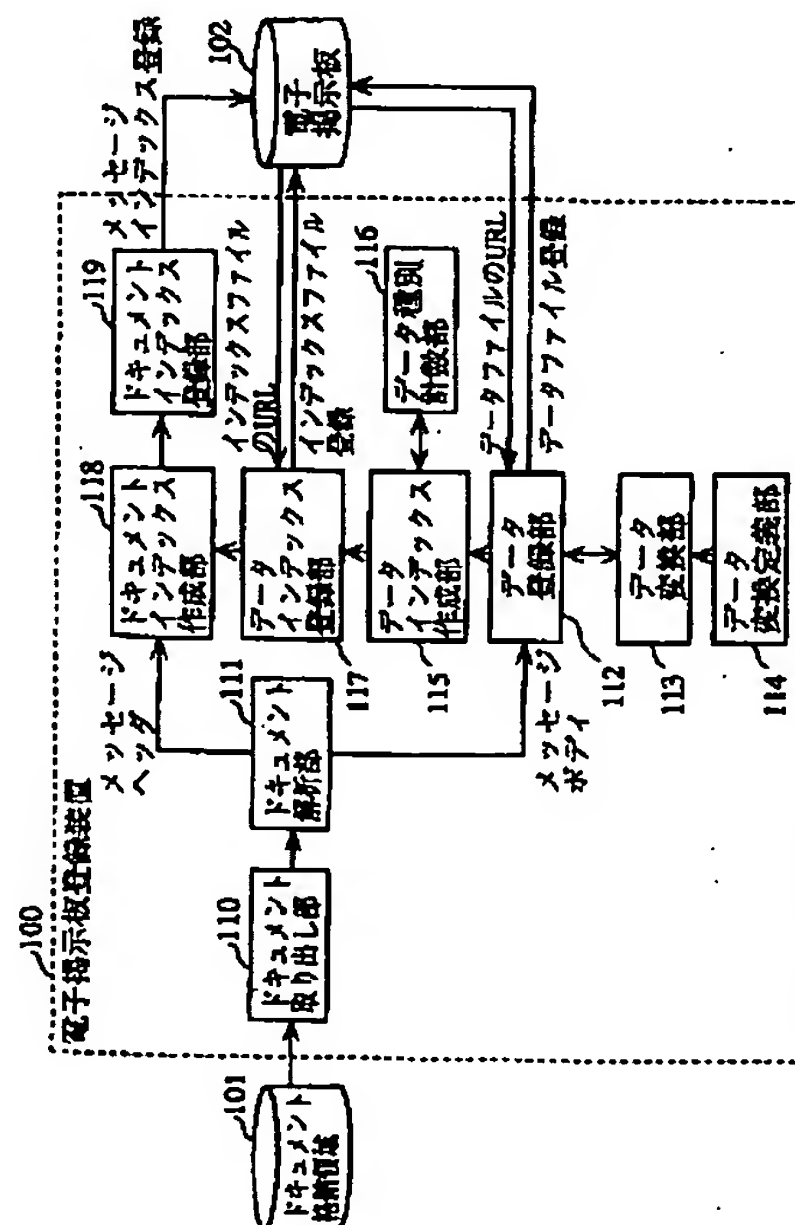 100
電子掲示板登録装置
101
ドキュメント
格納領域
110
ドキュメント
取り出し部
111
ドキュメント
解析部
メッセージ
ヘッダ
メッセージ
ボディ
118
ドキュメント
インデックス
作成部
119
ドキュメント
インデックス
登録部
メッセージ
インデックス登録
102
電子
掲示板
117
データ
インデックス
登録部
インデックスファイル
のURL
インデックスファイル
登録
115
データ
インデックス
作成部
116
データ種別
計数部
112
データ
登録部
データファイルのURL
データファイル登録
113
データ
変換部
114
データ
変換定義部